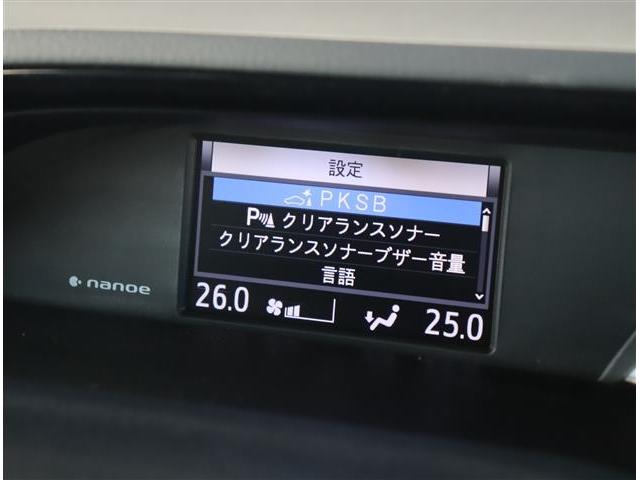 設定
PKSB
P クリアランスソナー
クリアランスソナーブザー音量
言語
nanoe
26.0 25.0